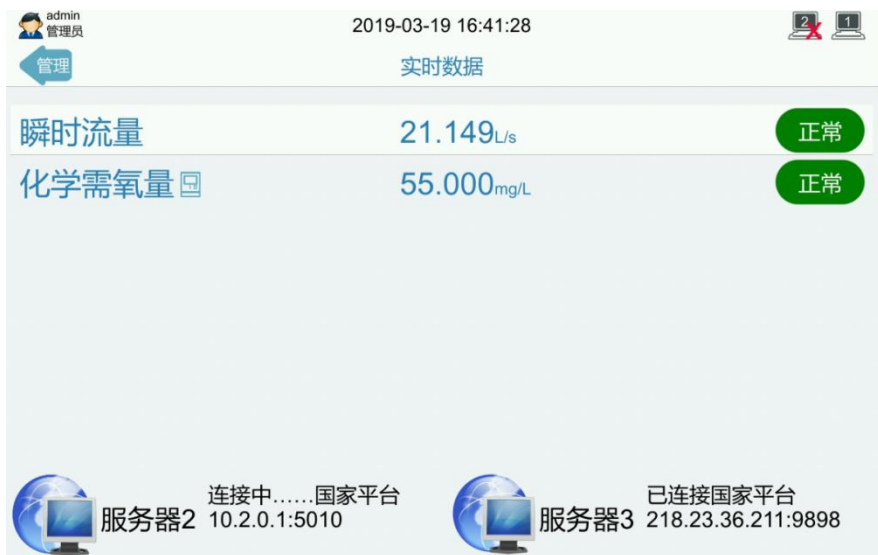 admin
管理员
2019-03-19 16:41:28
2
1
管理
实时数据
瞬时流量 21.149L/s 正常
化学需氧量 55.000mg/L 正常
服务器2
连接中……国家平台
10.2.0.1:5010
服务器3
已连接国家平台
218.23.36.211:9898